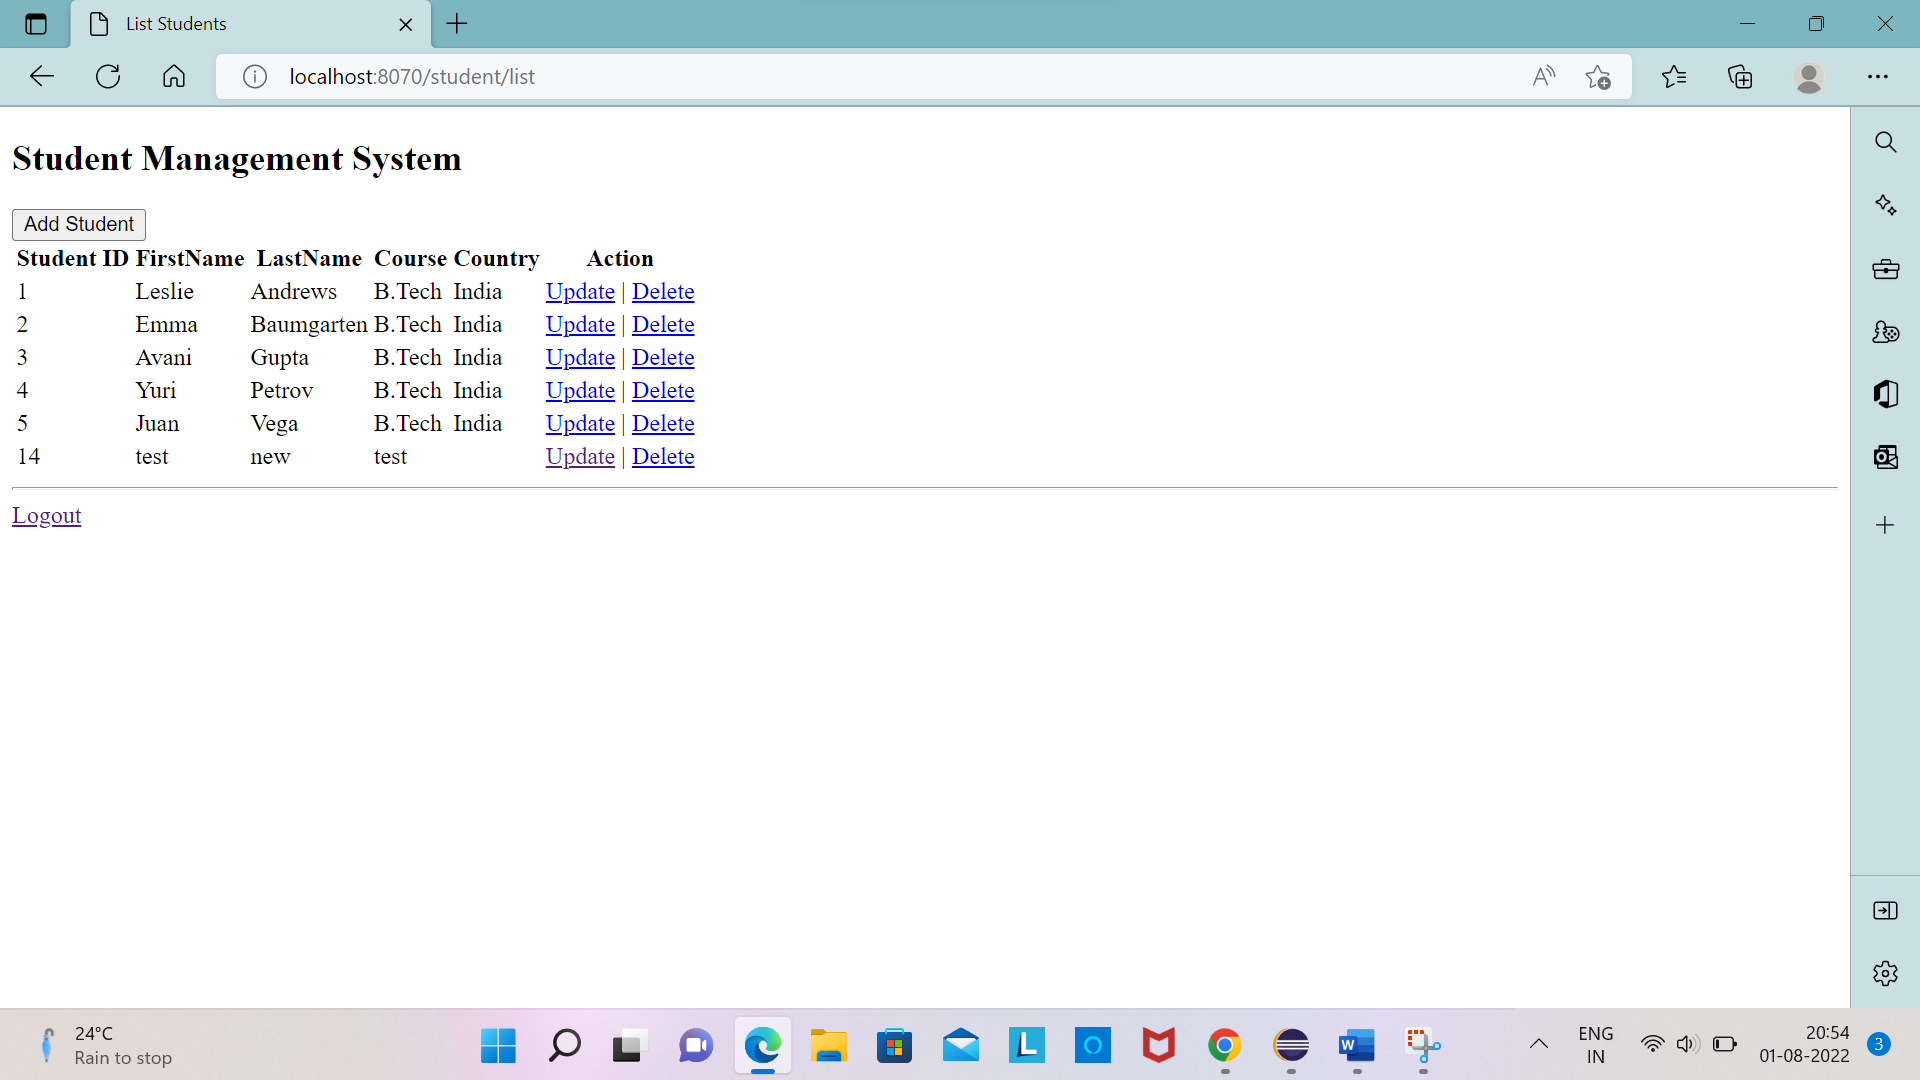 List Students
localhost:8070/student/list
Student Management System
Add Student
Student ID FirstName LastName Course Country Action
1 Leslie Andrews B.Tech India Update | Delete
2 Emma Baumgarten B.Tech India Update | Delete
3 Avani Gupta B.Tech India Update | Delete
4 Yuri Petrov B.Tech India Update | Delete
5 Juan Vega B.Tech India Update | Delete
14 test new test Update | Delete
Logout
24°C
Rain to stop
ENG
IN
20:54
01-08-2022
3